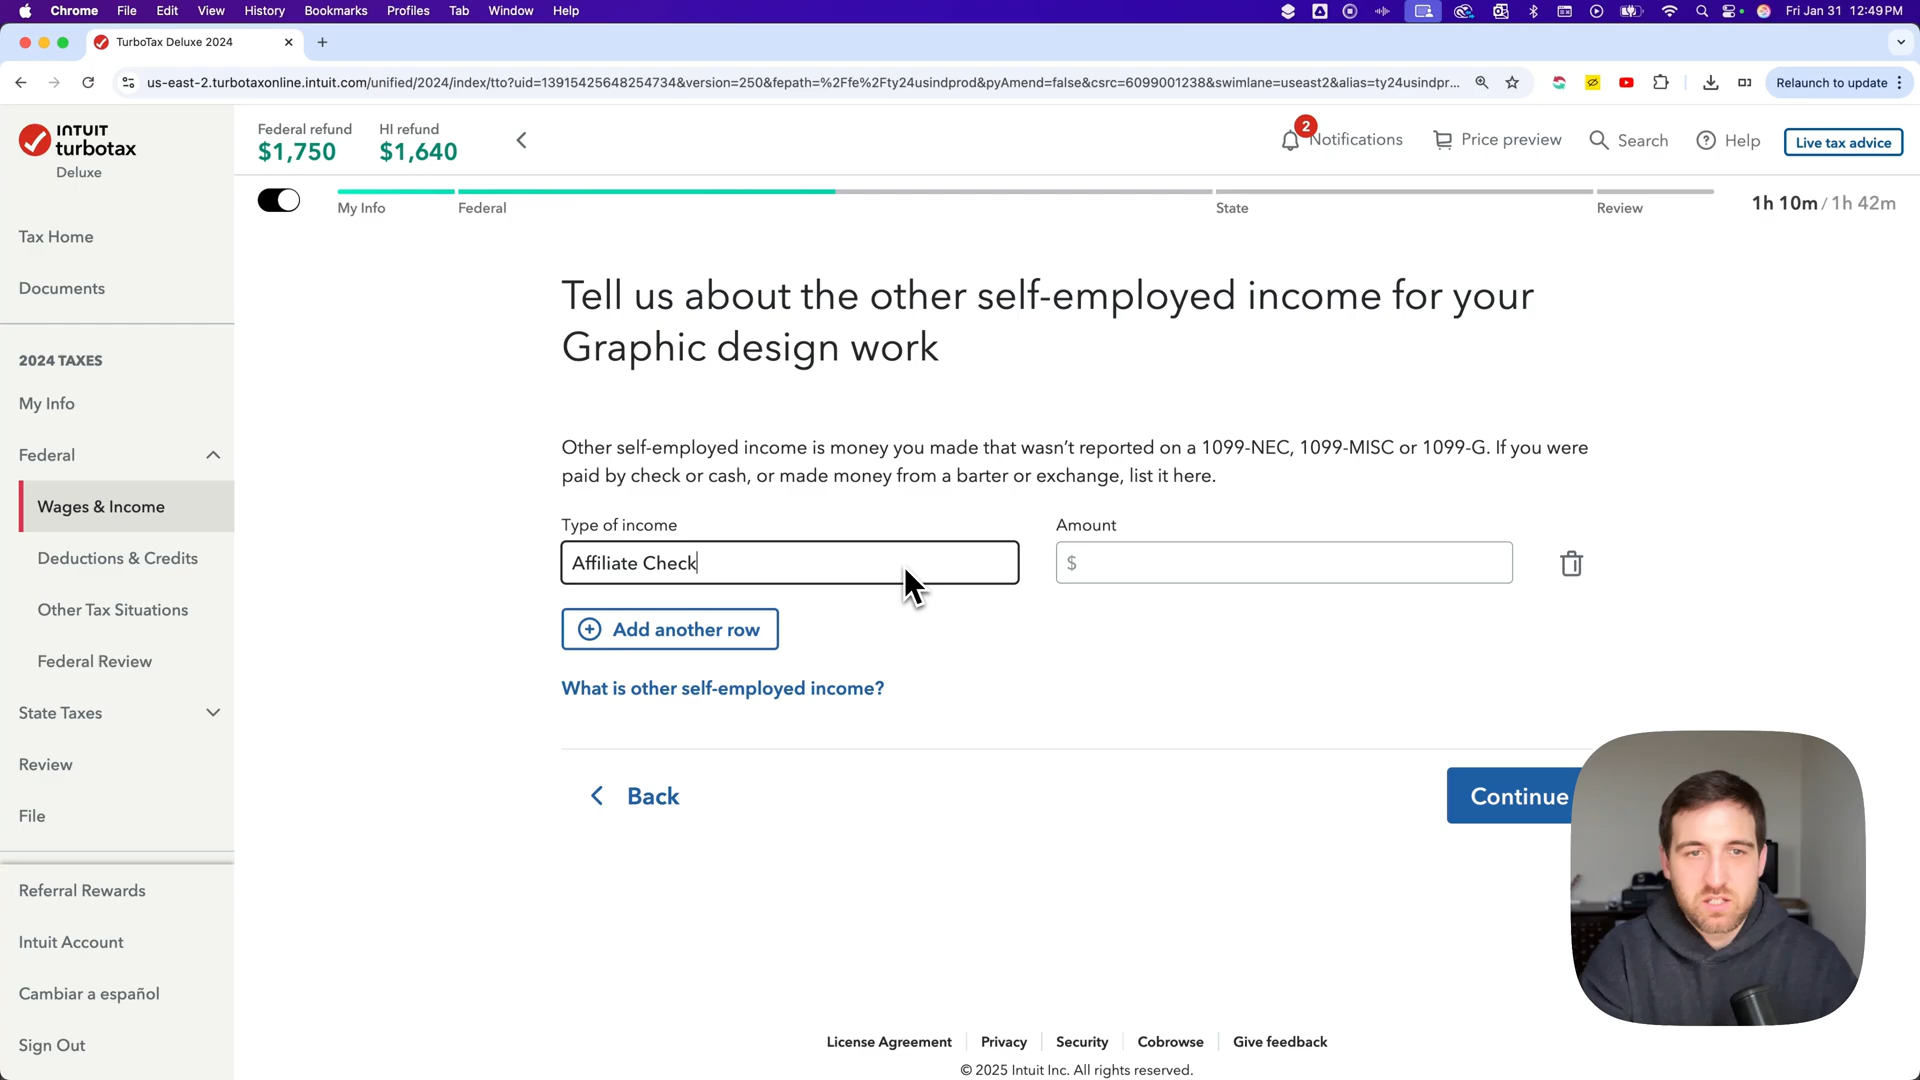 Chrome File Edit View History Bookmarks Profiles Tab Window Help
Fri Jan 31 12:49 PM
TurboTax Deluxe 2024
us-east-2.turbotaxonline.intuit.com/unified/2024/index/tto?uid=13915425648254734&version=250&fepath=%2Ffe%2Fty24usindprod&pyAmend=false&csrc=6099001238&swimlane=useast2&alias=ty24usindpr...
Relaunch to update
INTUIT
turbotax
Deluxe
Federal refund
$1,750
HI refund
$1,640
2
Notifications
Price preview
Search
Help
Live tax advice
My Info
Federal
State
Review
1h 10m / 1h 42m
Tax Home
Documents
2024 TAXES
My Info
Federal
Wages & Income
Deductions & Credits
Other Tax Situations
Federal Review
State Taxes
Review
File
Referral Rewards
Intuit Account
Cambiar a español
Sign Out
Tell us about the other self-employed income for your
Graphic design work
Other self-employed income is money you made that wasn't reported on a 1099-NEC, 1099-MISC or 1099-G. If you were
paid by check or cash, or made money from a barter or exchange, list it here.
Type of income
Amount
Affiliate Check
$
Add another row
What is other self-employed income?
Back
Continue
License Agreement
Privacy
Security
Cobrowse
Give feedback
© 2025 Intuit Inc. All rights reserved.